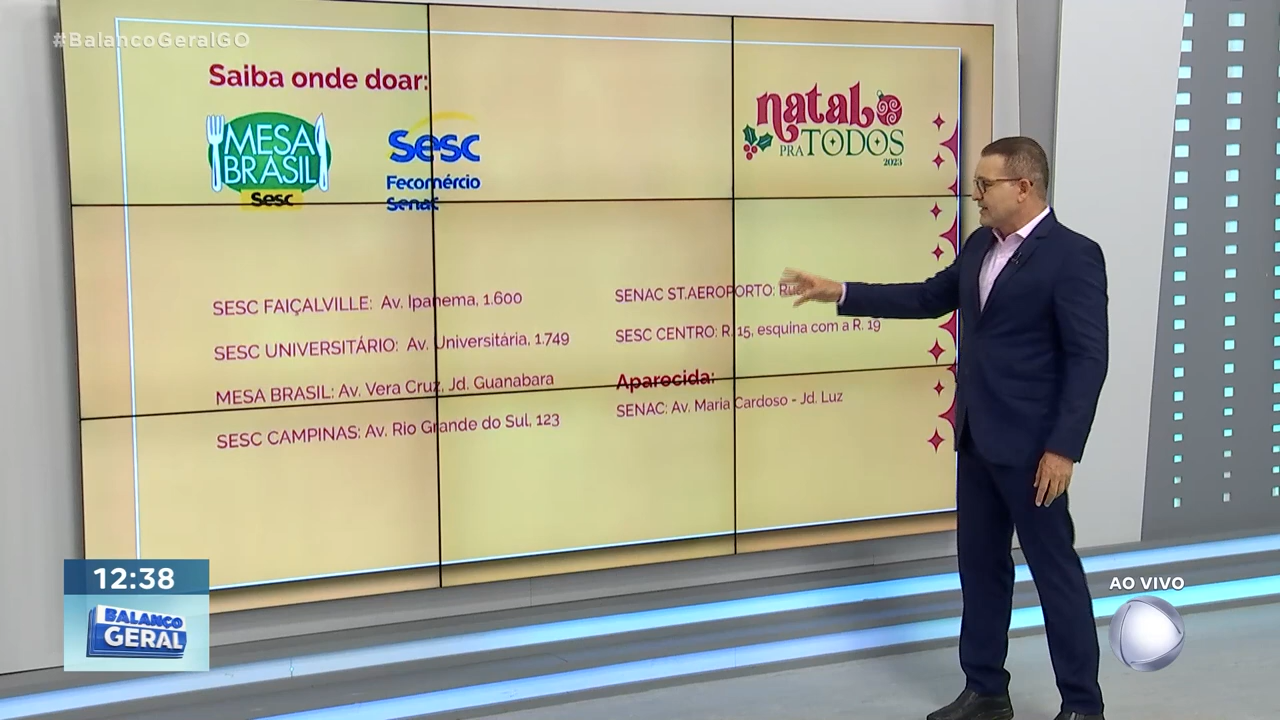 #BalancoGeralGO
Saiba onde doar:
MESA
BRASIL
Sesc
Sesc
Fecomércio
Senac
natal
PRA TODOS
2023
SESC FAIÇALVILLE: Av. Ipanema, 1.600
SESC UNIVERSITÁRIO: Av. Universitária, 1.749
MESA BRASIL: Av. Vera Cruz, Jd. Guanabara
SESC CAMPINAS: Av. Rio Grande do Sul, 123
SENAC ST.AEROPORTO: Rua
SESC CENTRO: R. 15, esquina com a R. 19
Aparecida:
SENAC: Av. Maria Cardoso - Jd. Luz
12:38
BALANÇO
GERAL
AO VIVO